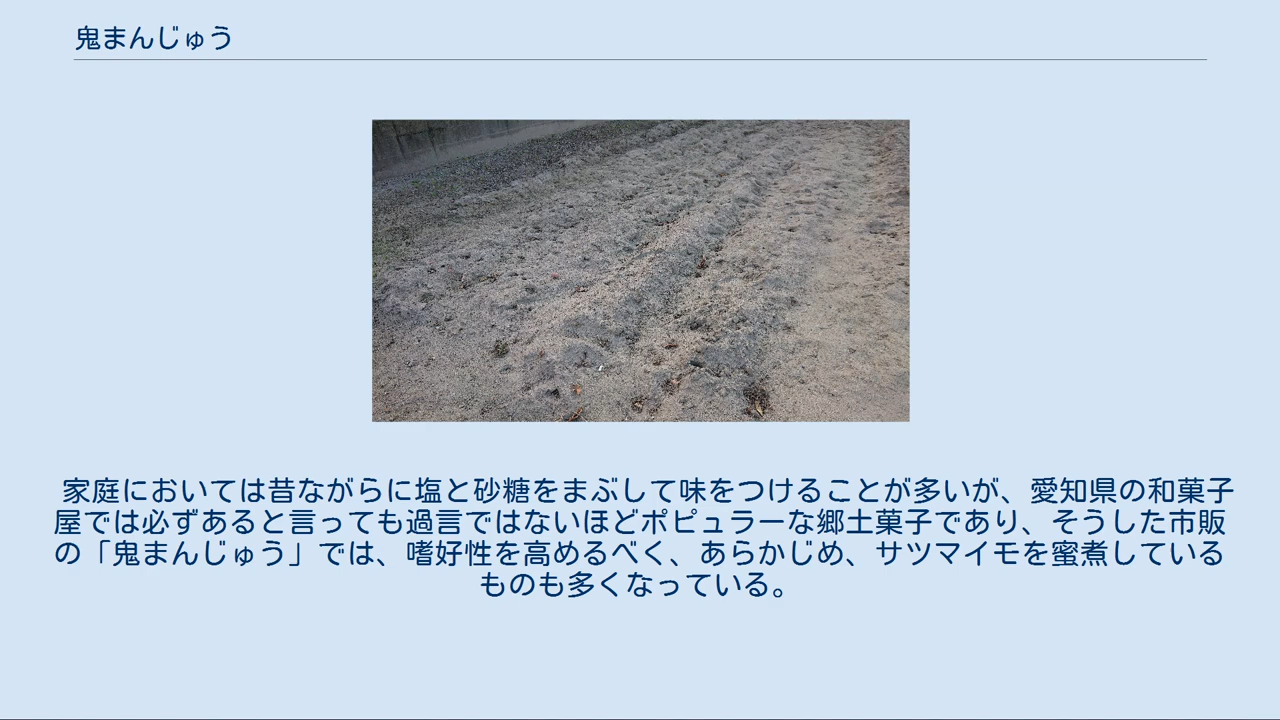 鬼まんじゅう
家庭においては昔ながらに塩と砂糖をまぶして味をつけることが多いが、愛知県の和菓子
屋では必ずあると言っても過言ではないほどポピュラーな郷土菓子であり、そうした市販
の「鬼まんじゅう」では、嗜好性を高めるべく、あらかじめ、サツマイモを蜜煮している
ものも多くなっている。